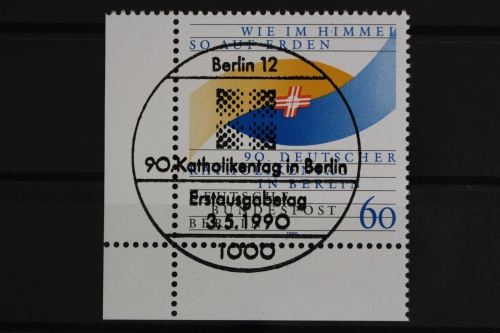 WIE IM HIMMEL
SO AUF ERDEN
Berlin 12
90. DEUTSCHER
90. Katholikentag in Berlin
IN BERLIN
Erstausgabetag
DEUTSCHE
BUNDESPOST
3.5.1990
BERLIN
60
1000